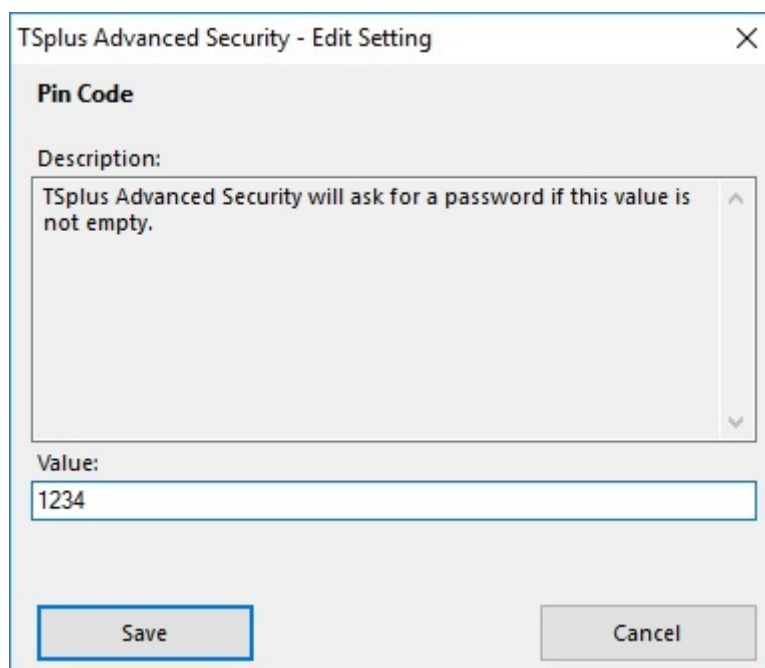 TSplus Advanced Security - Edit Setting
Pin Code
Description:
TSplus Advanced Security will ask for a password if this value is
not empty.
Value:
1234
Save
Cancel